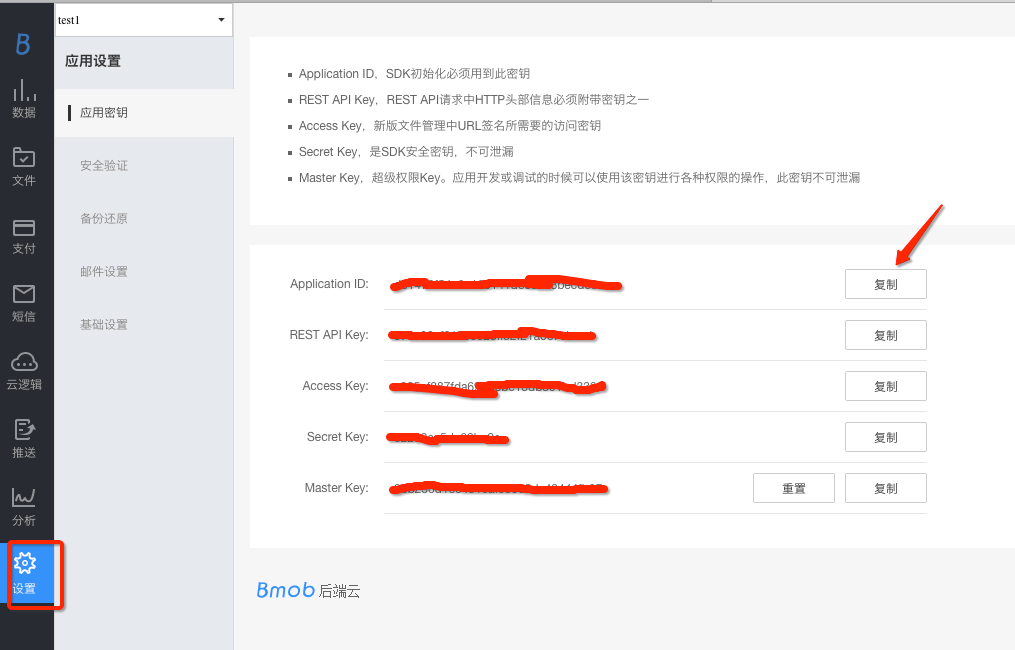 test1
B
数据
文件
支付
短信
云逻辑
推送
分析
设置
应用设置
应用密钥
安全验证
备份还原
邮件设置
基础设置
Application ID，SDK初始化必须用到此密钥
REST API Key，REST API请求中HTTP头部信息必须附带密钥之一
Access Key，新版文件管理中URL签名所需要的访问密钥
Secret Key，是SDK安全密钥，不可泄漏
Master Key，超级权限Key。应用开发或调试的时候可以使用该密钥进行各种权限的操作，此密钥不可泄漏
Application ID: 复制
REST API Key: 复制
Access Key: 复制
Secret Key: 复制
Master Key: 重置 复制
Bmob 后端云